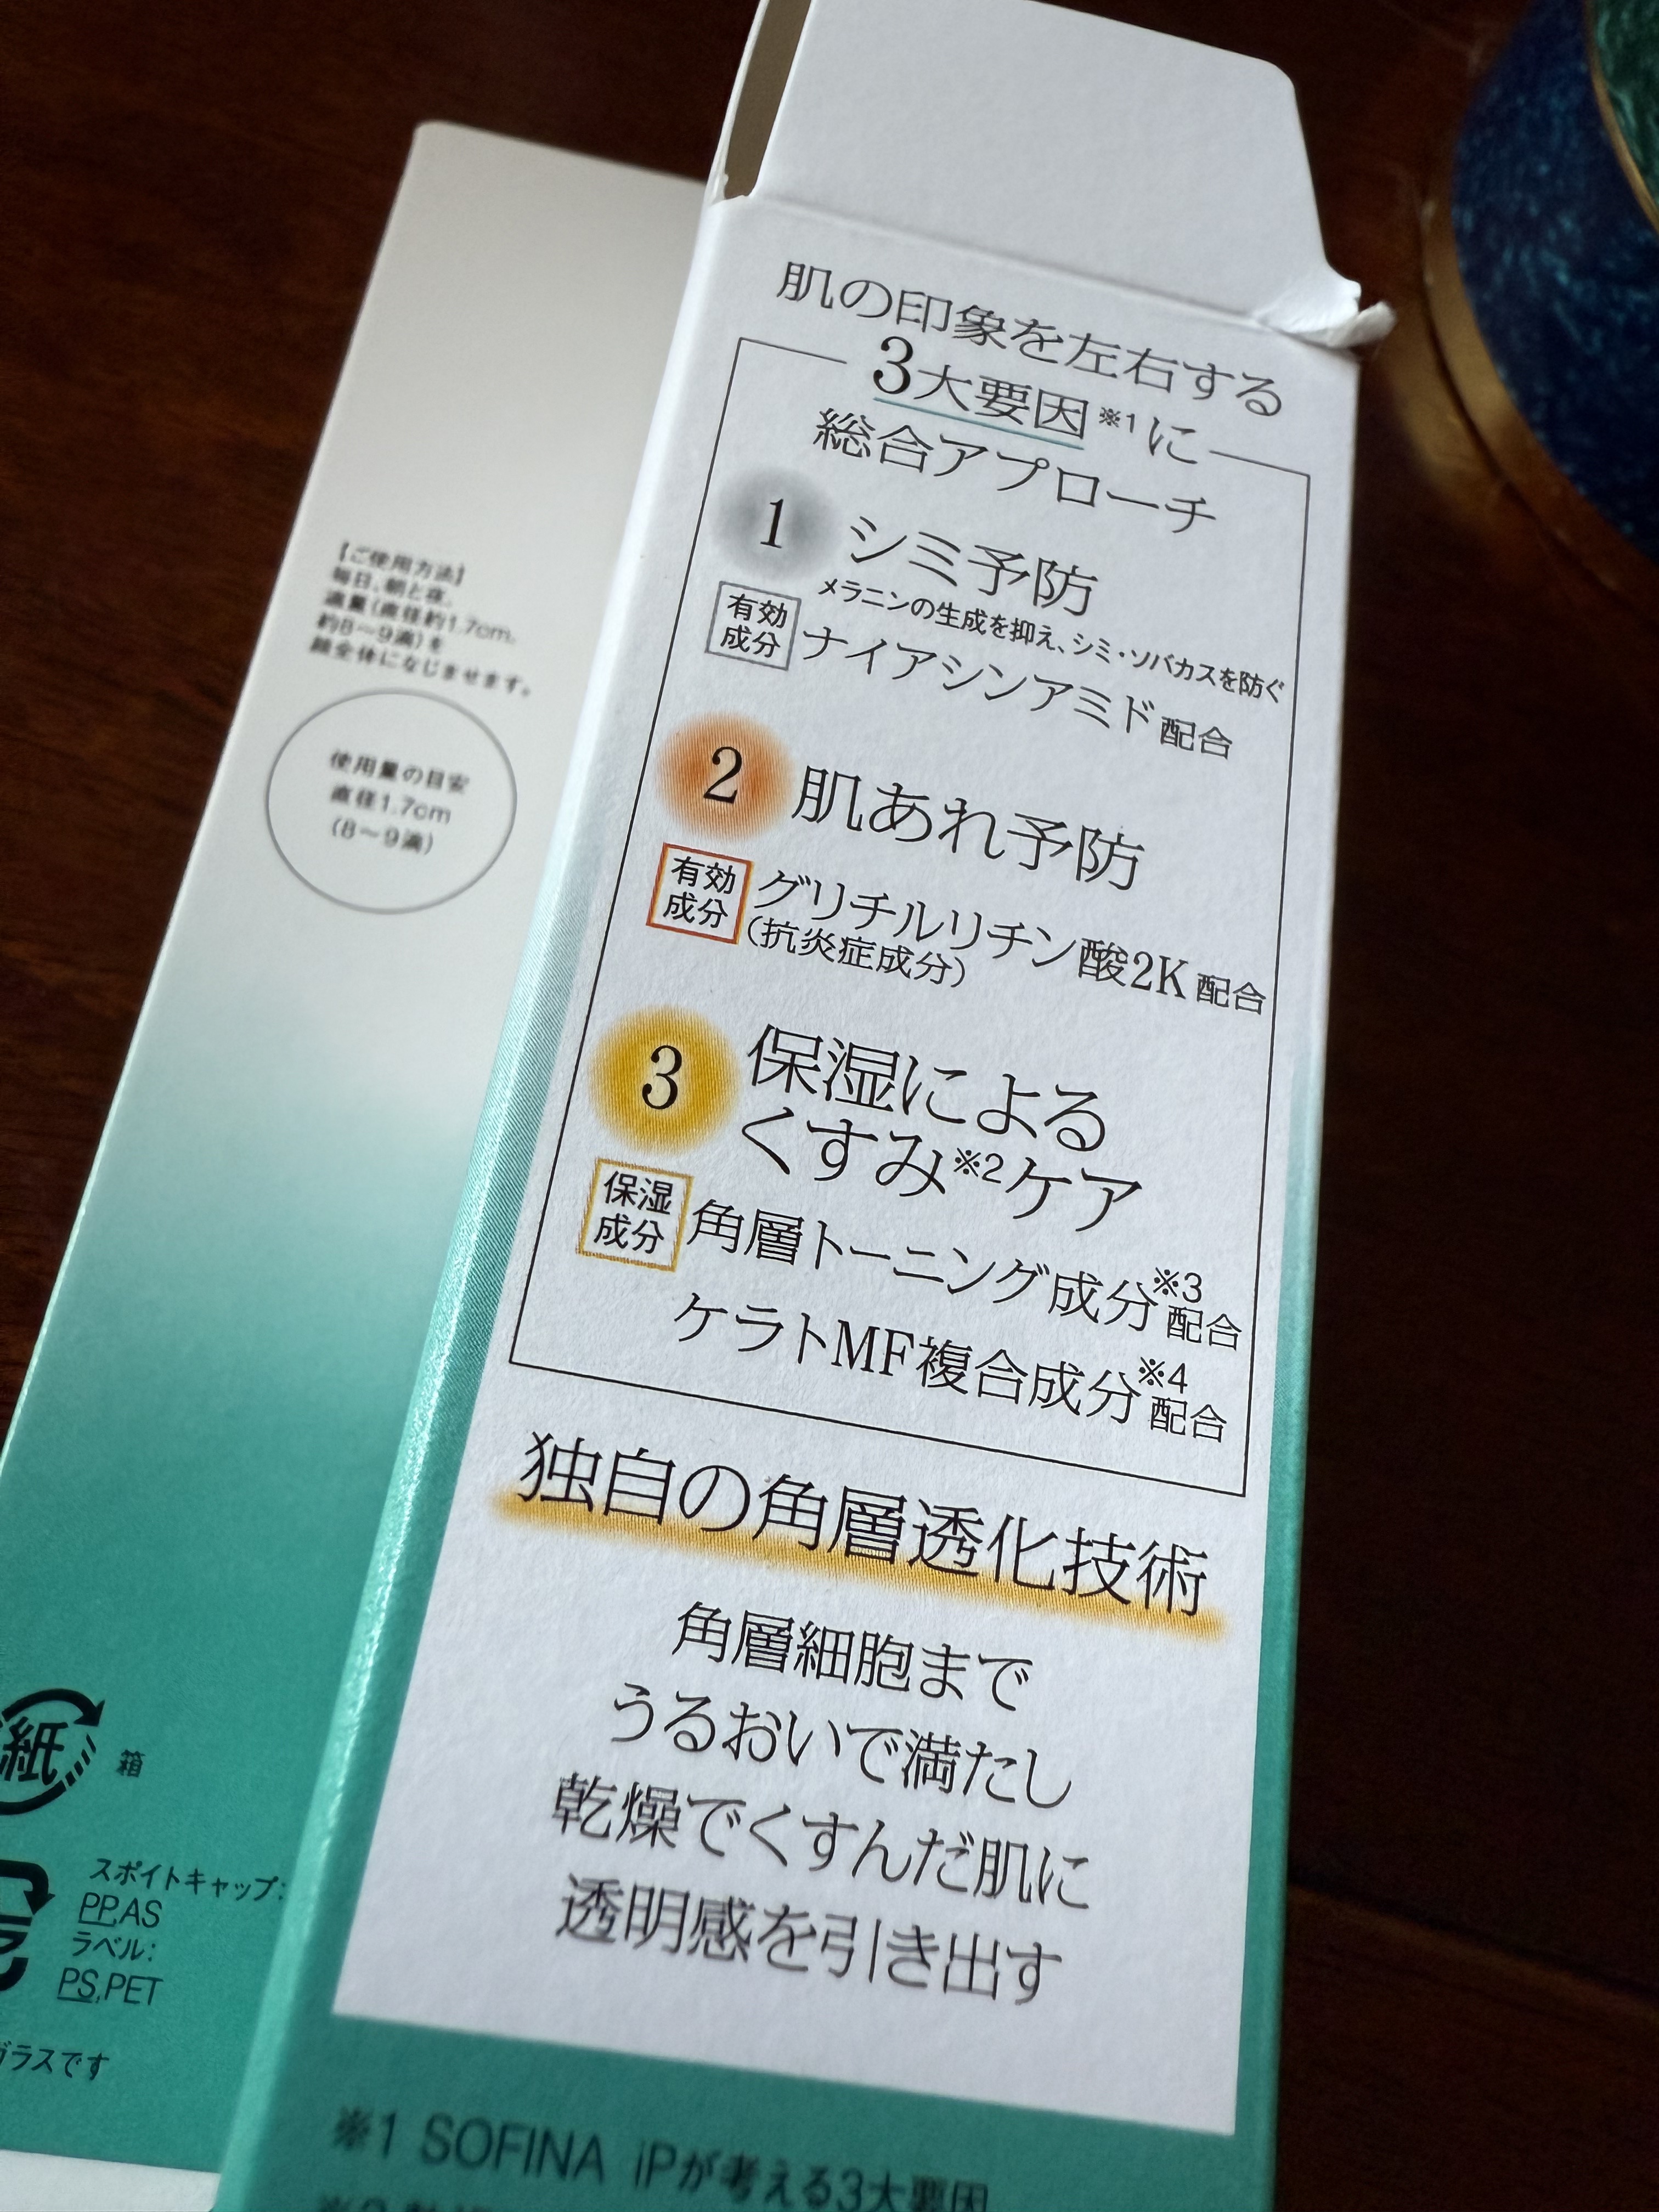 肌の印象を左右する
3大要因※1に
総合アプローチ
1 シミ予防
メラニンの生成を抑え、シミ・ソバカスを防ぐ
有効成分 ナイアシンアミド配合
2 肌あれ予防
有効成分 グリチルリチン酸2K配合
(抗炎症成分)
3 保湿による
くすみ※2ケア
保湿成分 角層トーニング成分※3配合
ケラトMF複合成分※4配合
独自の角層透化技術
角層細胞まで
うるおいで満たし
乾燥でくすんだ肌に
透明感を引き出す
※1 SOFINA iPが考える3大要因
【ご使用方法】
毎日、朝と夜、
適量(直径約1.7cm、
約8〜9滴)を
顔全体になじませます。
使用量の目安
直径1.7cm
(8〜9滴)
紙 箱
スポイトキャップ:
PP,AS
ラベル:
PS,PET
ガラスです